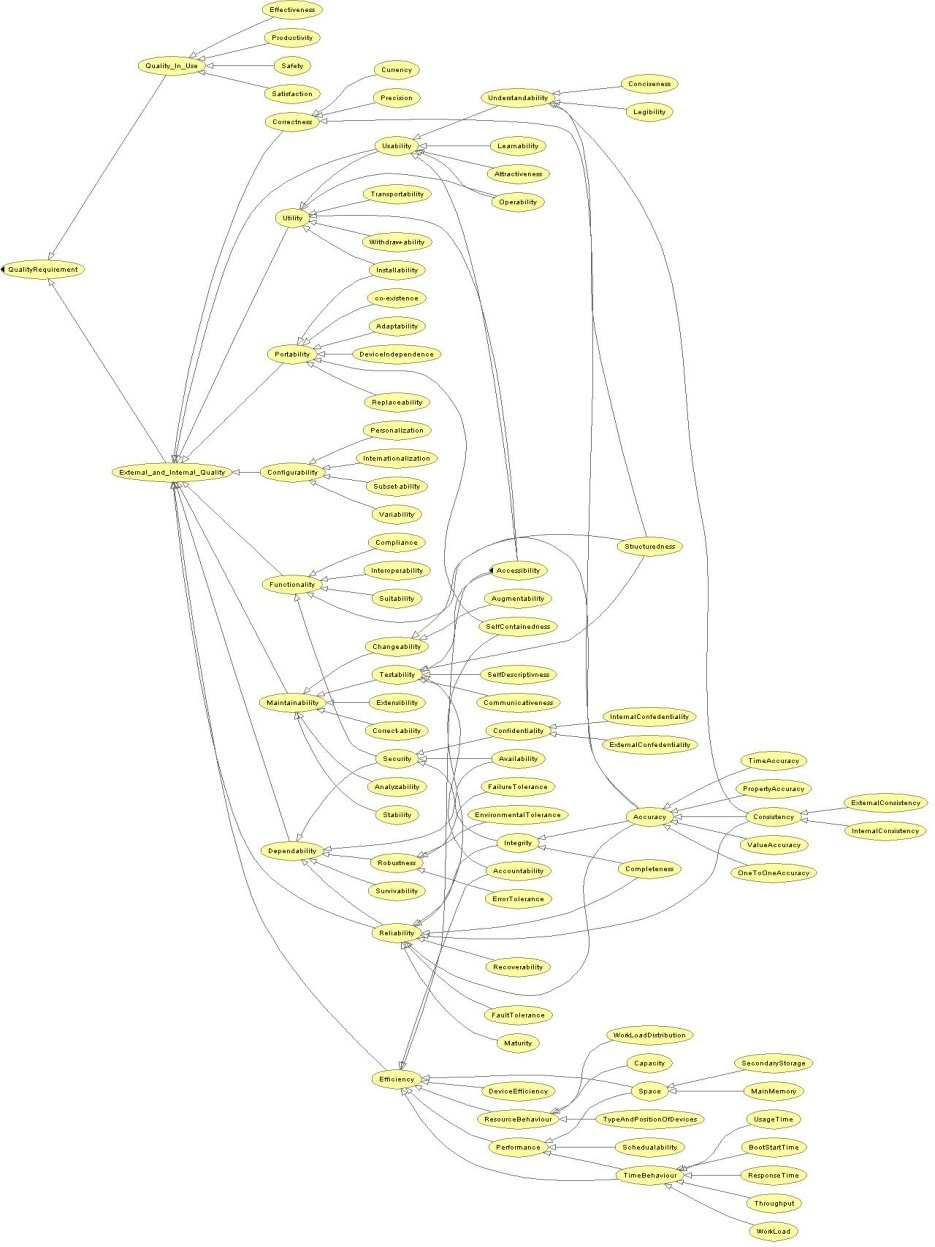 Effectiveness
Productivity
Quality_In_Use
Safety
Satisfaction
Currency
Precision
Correctness
Conciseness
Understandability
Legibility
Usability
Learnability
Attractiveness
Operability
Transportability
Utility
Withdraw-ability
Installability
QualityRequirement
co-existence
Adaptability
Portability
DeviceIndependence
Replaceability
Personalization
Internationalization
External_and_Internal_Quality
Configurability
Subset-ability
Variability
Compliance
Structuredness
Interoperability
Accessibility
Functionality
Suitability
Augmentability
SelfContainedness
Changeability
Testability
SelfDescriptivness
Maintainability
Extensibility
Communicativeness
Correct-ability
InternalConfedentiality
Confidentiality
ExternalConfedentiality
Security
Availability
TimeAccuracy
Analyzability
FailureTolerance
PropertyAccuracy
Stability
EnvironmentalTolerance
Accuracy
Consistency
ExternalConsistency
InternalConsistency
Dependability
Integrity
ValueAccuracy
Robustness
Accountability
Completeness
OneToOneAccuracy
Survivability
ErrorTolerance
Reliability
Recoverability
FaultTolerance
Maturity
WorkLoadDistribution
Capacity
SecondaryStorage
Efficiency
DeviceEfficiency
Space
MainMemory
ResourceBehaviour
TypeAndPositionOfDevices
UsageTime
Performance
Schedualability
BootStartTime
TimeBehaviour
ResponseTime
Throughput
WorkLoad